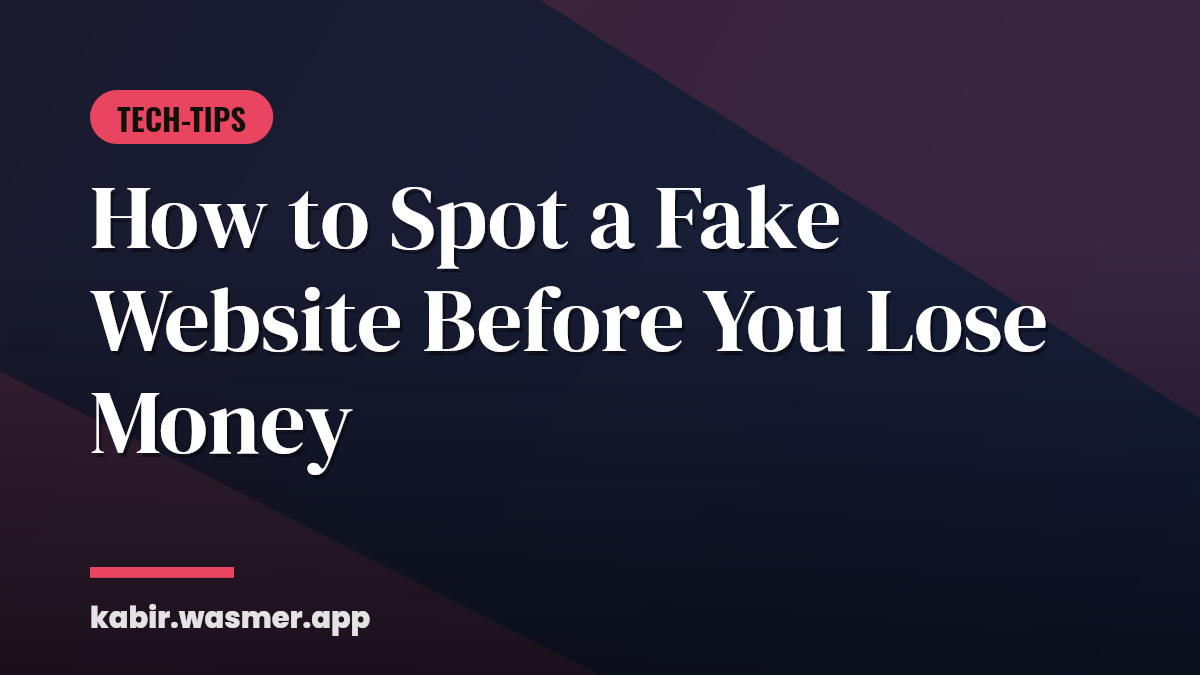 TECH-TIPS
How to Spot a Fake
Website Before You Lose
Money
kabir.wasmer.app